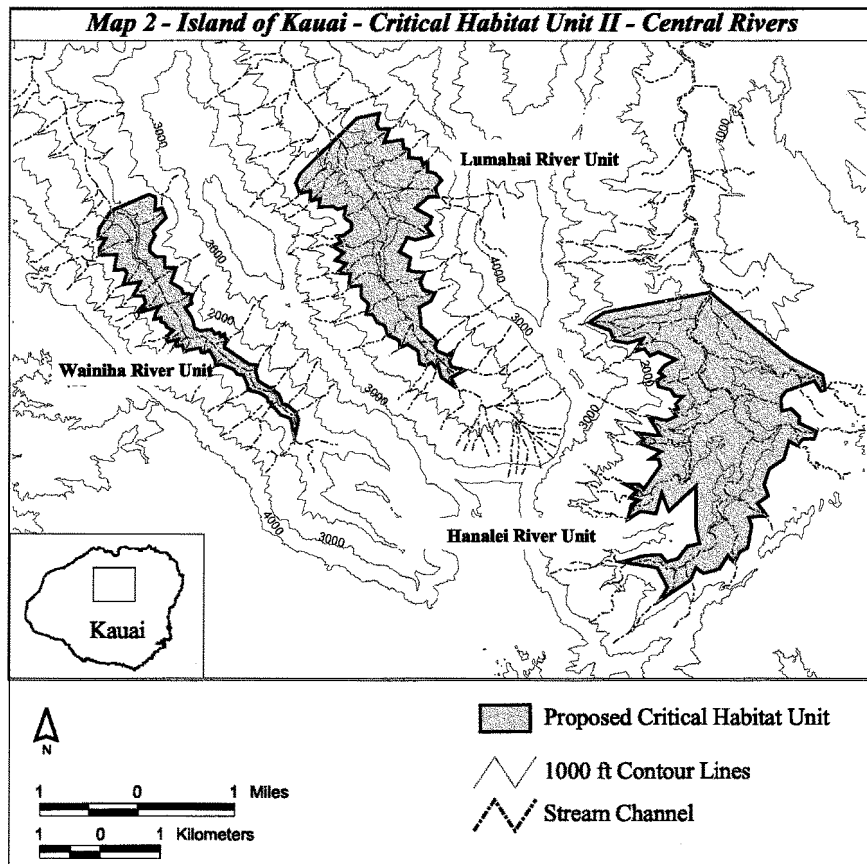 Map 2 - Island of Kauai - Critical Habitat Unit II - Central Rivers
3000
1000
Lumahai River Unit
3000
4000
2000
3000
Wainiha River Unit
2000
3000
3000
Hanalei River Unit
4000
3000
Kauai
N
1 0 1 Miles
1 0 1 Kilometers
Proposed Critical Habitat Unit
1000 ft Contour Lines
Stream Channel